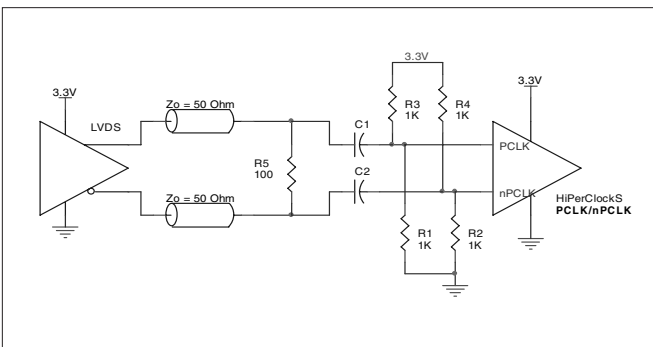 3.3V
3.3V
3.3V
Zo = 50 Ohm
R3
1K
R4
1K
LVDS
C1
PCLK
R5
100
C2
nPCLK
Zo = 50 Ohm
HiPerClockS
PCLK/nPCLK
R1
1K
R2
1K